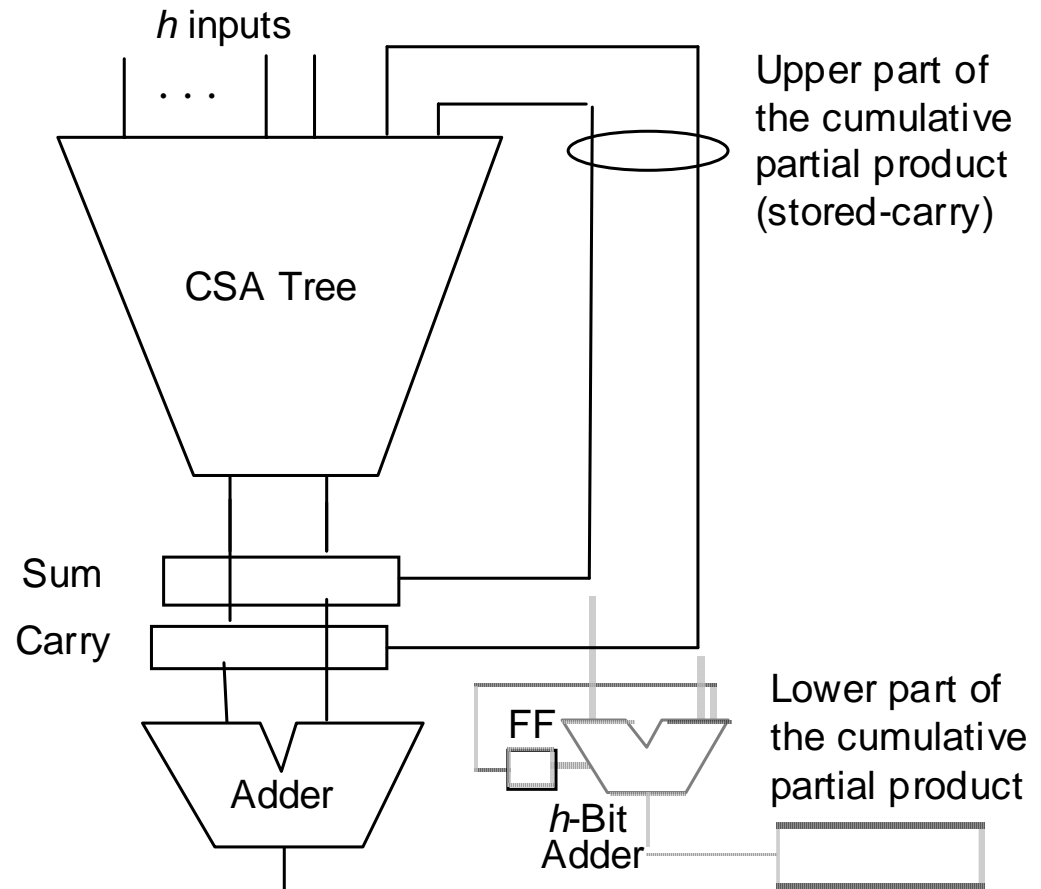 h inputs
. . .
Upper part of
the cumulative
partial product
(stored-carry)
CSA Tree
Sum
Carry
FF
Adder
h-Bit
Adder
Lower part of
the cumulative
partial product